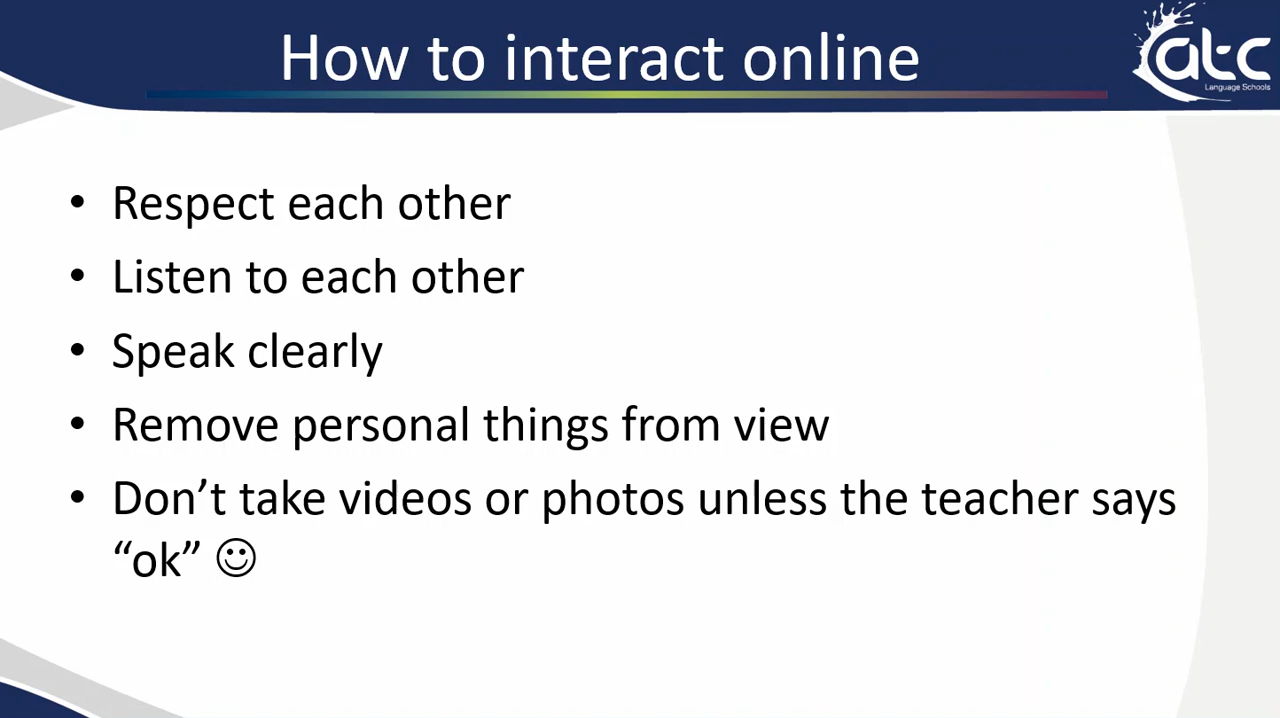 How to interact online
atc
Language Schools
• Respect each other
• Listen to each other
• Speak clearly
• Remove personal things from view
• Don’t take videos or photos unless the teacher says
“ok” ☺